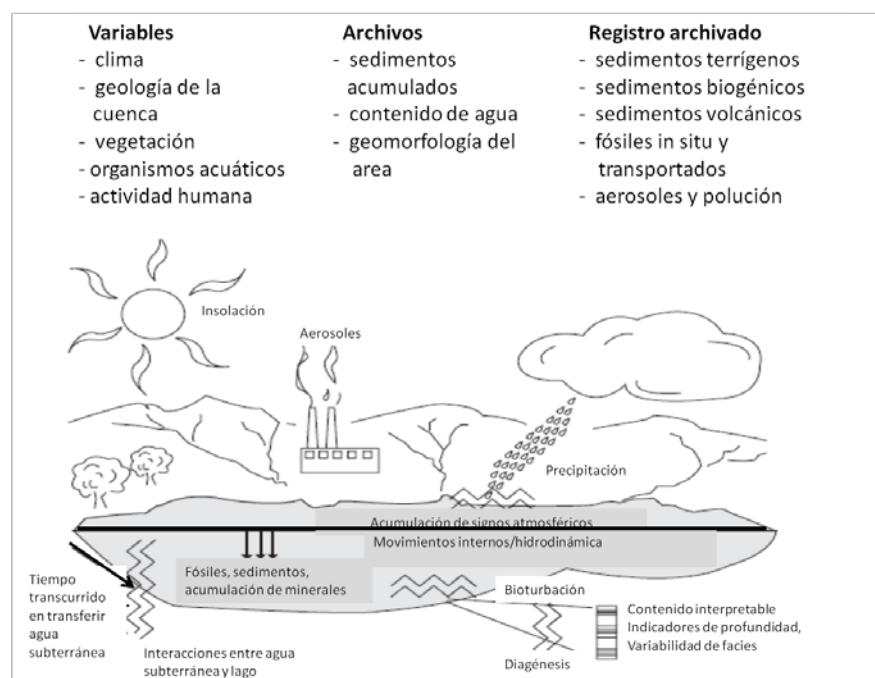 Variables
- clima
- geología de la
cuenca
- vegetación
- organismos acuáticos
- actividad humana
Archivos
- sedimentos
acumulados
- contenido de agua
- geomorfología del
area
Registro archivado
- sedimentos terrígenos
- sedimentos biogénicos
- sedimentos volcánicos
- fósiles in situ y
transportados
- aerosoles y polución
Insolación
Aerosoles
Precipitación
Acumulación de signos atmosféricos
Movimientos internos/hidrodinámica
Fósiles, sedimentos,
acumulación de minerales
Tiempo
transcurrido
en transferir
agua
subterránea
Interacciones entre agua
subterránea y lago
Bioturbación
Diagénesis
Contenido interpretable
Indicadores de profundidad,
Variabilidad de facies